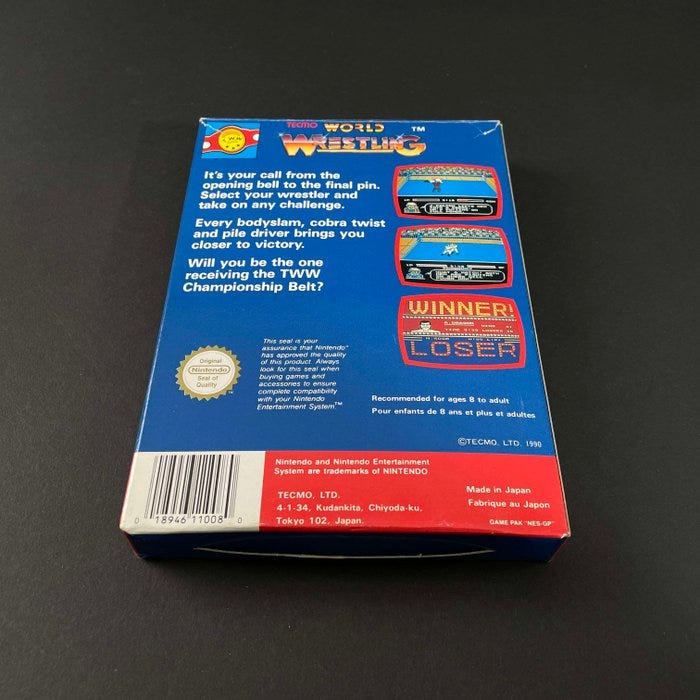 TECMO WORLD ™
WRESTLING
It's your call from the
opening bell to the final pin.
Select your wrestler and
take on any challenge.
Every bodyslam, cobra twist
and pile driver brings you
closer to victory.
Will you be the one
receiving the TWW
Championship Belt?
WINNER!
LOSER
This seal is your
assurance that Nintendo®
has approved the quality
of this product. Always
look for this seal when
buying games and
accessories to ensure
complete compatibility
with your Nintendo
Entertainment System.™
Original
Nintendo
Seal of
Quality
™
Recommended for ages 8 to adult
Pour enfants de 8 ans et plus et adultes
©TECMO, LTD. 1990
Nintendo and Nintendo Entertainment
System are trademarks of NINTENDO
TECMO, LTD.
4-1-34, Kudankita, Chiyoda-ku,
Tokyo 102, Japan.
Made in Japan
Fabrique au Japon
GAME PAK "NES-GP"
0 18946 11008 0